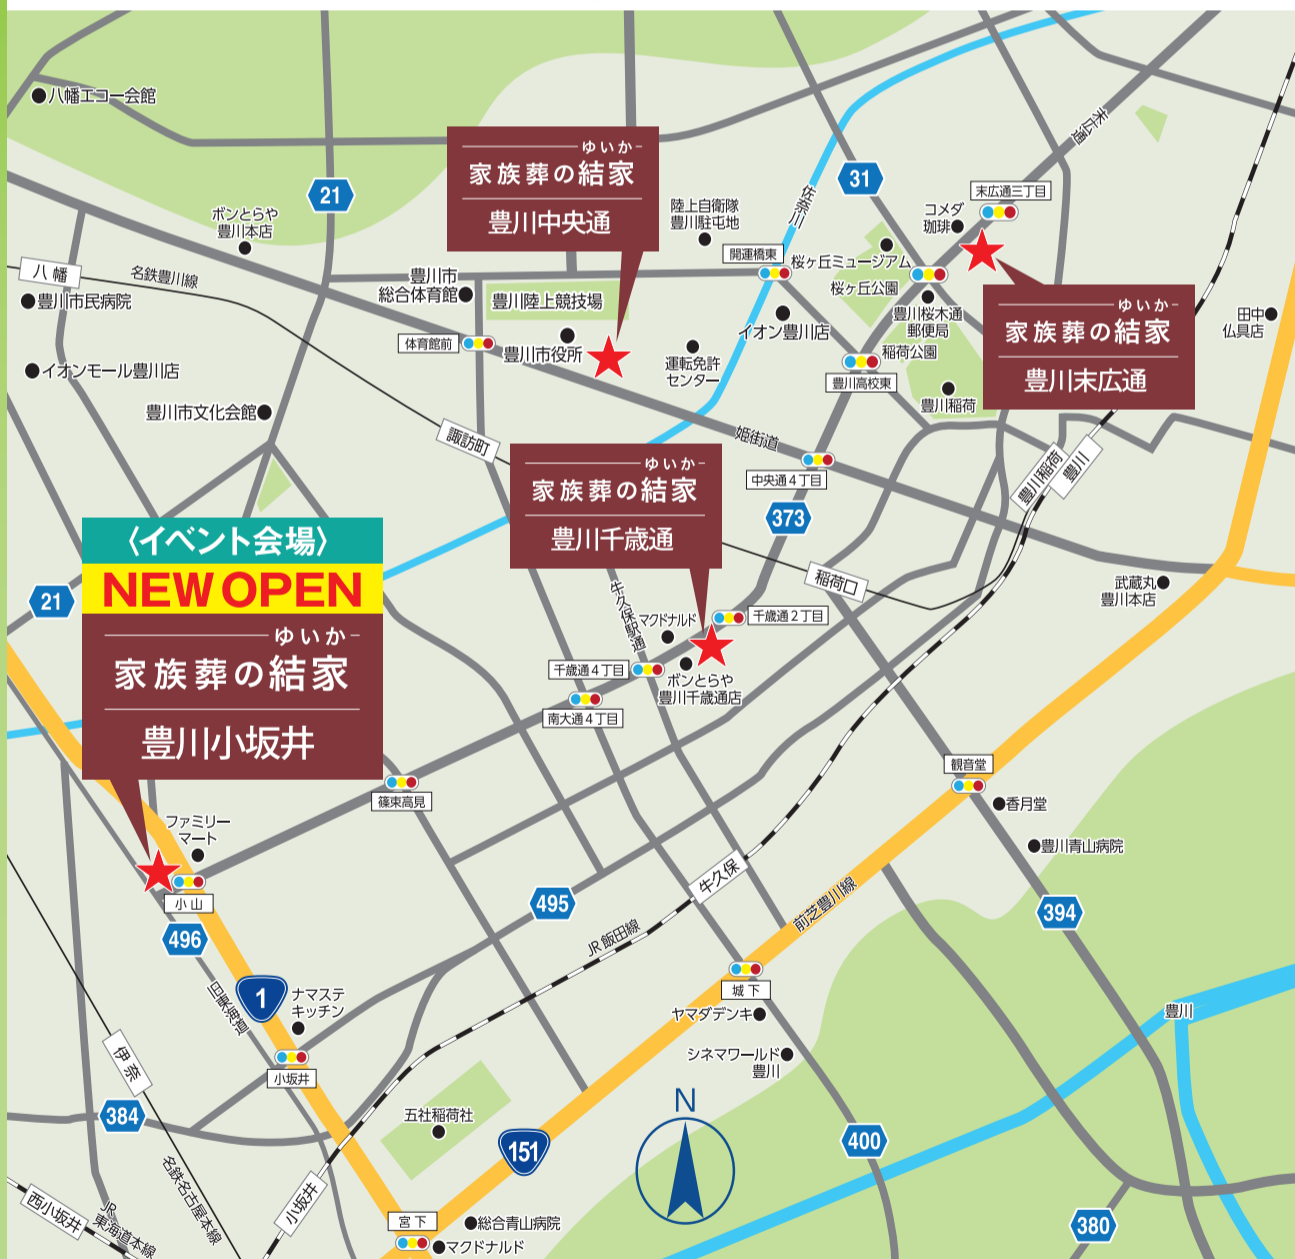 八幡エコー会館
21
ボンとらや
豊川本店
ゆいか
家族葬の結家
豊川中央通
陸上自衛隊
豊川駐屯地
佐奈川
31
コメダ
珈琲
末広通三丁目
末広通
八幡
名鉄豊川線
豊川市民病院
豊川市
総合体育館
豊川陸上競技場
開運橋東
桜ヶ丘ミュージアム
桜ヶ丘公園
豊川桜木通
郵便局
ゆいか
家族葬の結家
豊川末広通
田中
仏具店
イオン豊川店
体育館前
豊川市役所
運転免許
センター
稲荷公園
豊川高校東
豊川稲荷
イオンモール豊川店
豊川市文化会館
諏訪町
姫街道
中央通4丁目
豊川稲荷
豊川
ゆいか
家族葬の結家
豊川千歳通
373
〈イベント会場〉
NEW OPEN
ゆいか
家族葬の結家
豊川小坂井
21
牛久保駅通
稲荷口
武蔵丸
豊川本店
マクドナルド
千歳通2丁目
千歳通4丁目
ボンとらや
豊川千歳通店
南大通4丁目
観音堂
篠束高見
香月堂
ファミリー
マート
豊川青山病院
小山
牛久保
495
前芝豊川線
394
496
JR飯田線
旧東海道
1
ナマステ
キッチン
城下
ヤマダデンキ
豊川
シネマワールド
豊川
小坂井
伊奈
384
五社稲荷社
N
151
400
名鉄名古屋本線
西小坂井
JR
東海道本線
小坂井
宮下
総合青山病院
マクドナルド
380